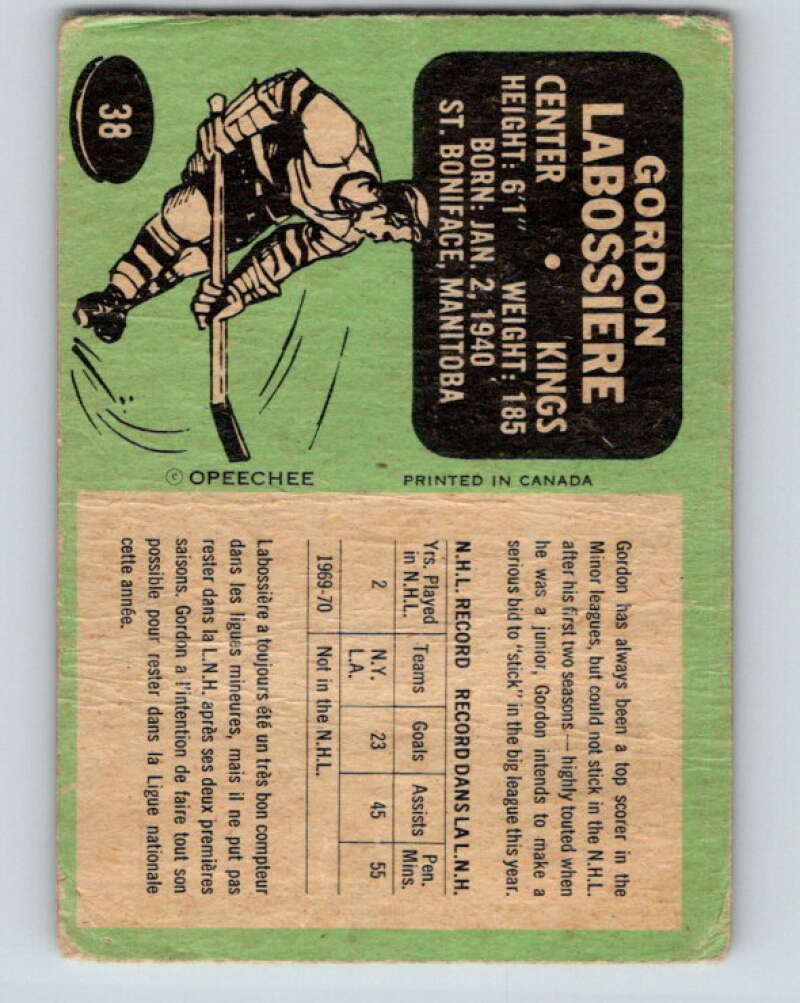 38
GORDON
LABOSSIERE
CENTER • KINGS
HEIGHT: 6'1" WEIGHT: 185
BORN: JAN. 2, 1940
ST. BONIFACE, MANITOBA
© OPEECHEE PRINTED IN CANADA
Gordon has always been a top scorer in the
Minor leagues, but could not stick in the N.H.L.
after his first two seasons — highly touted when
he was a junior, Gordon intends to make a
serious bid to "stick" in the big league this year.
N.H.L. RECORD RECORD DANS LA L.N.H.
Yrs. Played in N.H.L. Teams Goals Assists Pen. Mins.
2 N.Y. L.A. 23 45 55
1969-70 Not in the N.H.L.
Labossière a toujours été un très bon compteur
dans les ligues mineures, mais il ne put pas
rester dans la L.N.H. après ses deux premières
saisons. Gordon a l'intention de faire tout son
possible pour rester dans la Ligue nationale
cette année.